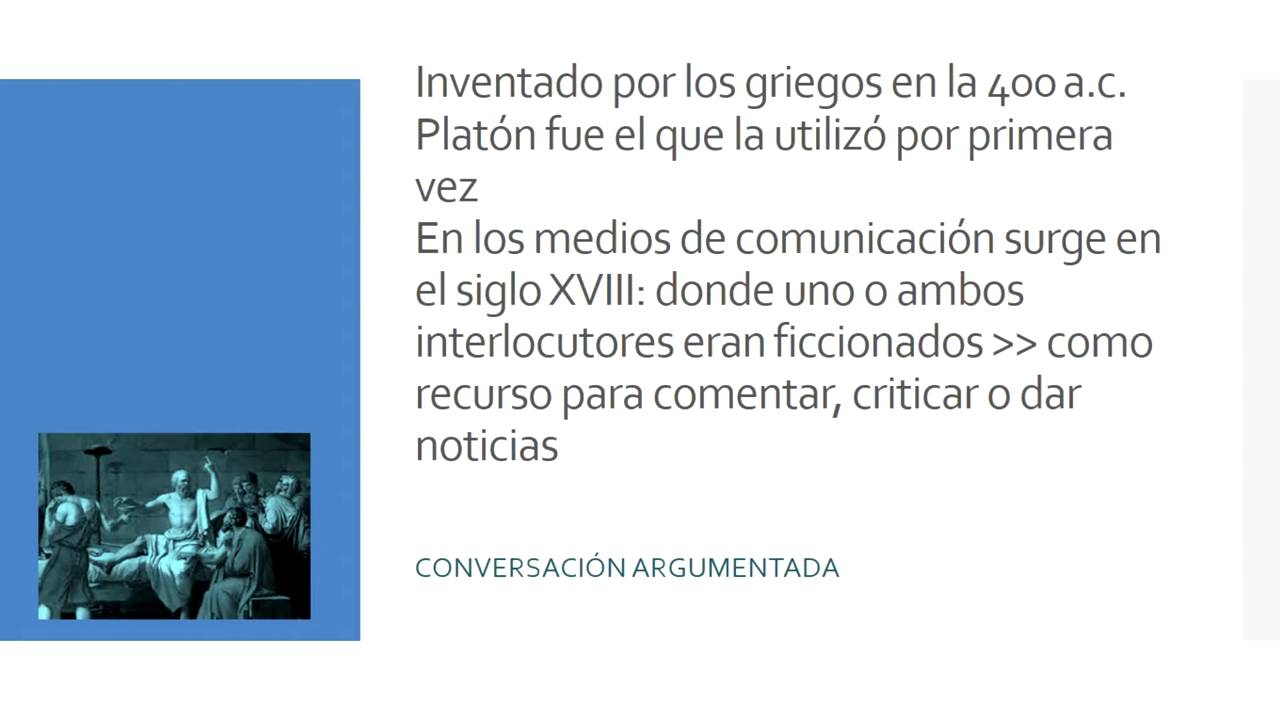 Inventado por los griegos en la 400 a.c.
Platón fue el que la utilizó por primera
vez
En los medios de comunicación surge en
el siglo XVIII: donde uno o ambos
interlocutores eran ficcionados >> como
recurso para comentar, criticar o dar
noticias
CONVERSACIÓN ARGUMENTADA